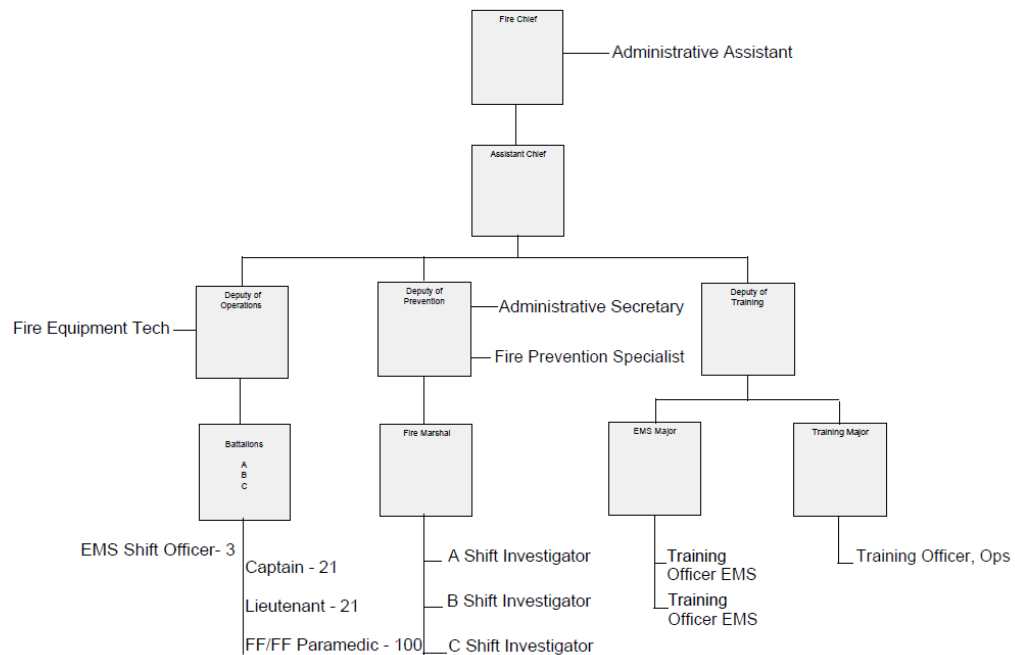 Fire Chief
Administrative Assistant
Assistant Chief
Deputy of
Operations
Fire Equipment Tech
Deputy of
Prevention
Administrative Secretary
Fire Prevention Specialist
Deputy of
Training
Battalions
A
B
C
Fire Marshal
EMS Major
Training Major
EMS Shift Officer- 3
Captain - 21
Lieutenant - 21
FF/FF Paramedic - 100
A Shift Investigator
B Shift Investigator
C Shift Investigator
Training
Officer EMS
Training
Officer EMS
Training Officer, Ops